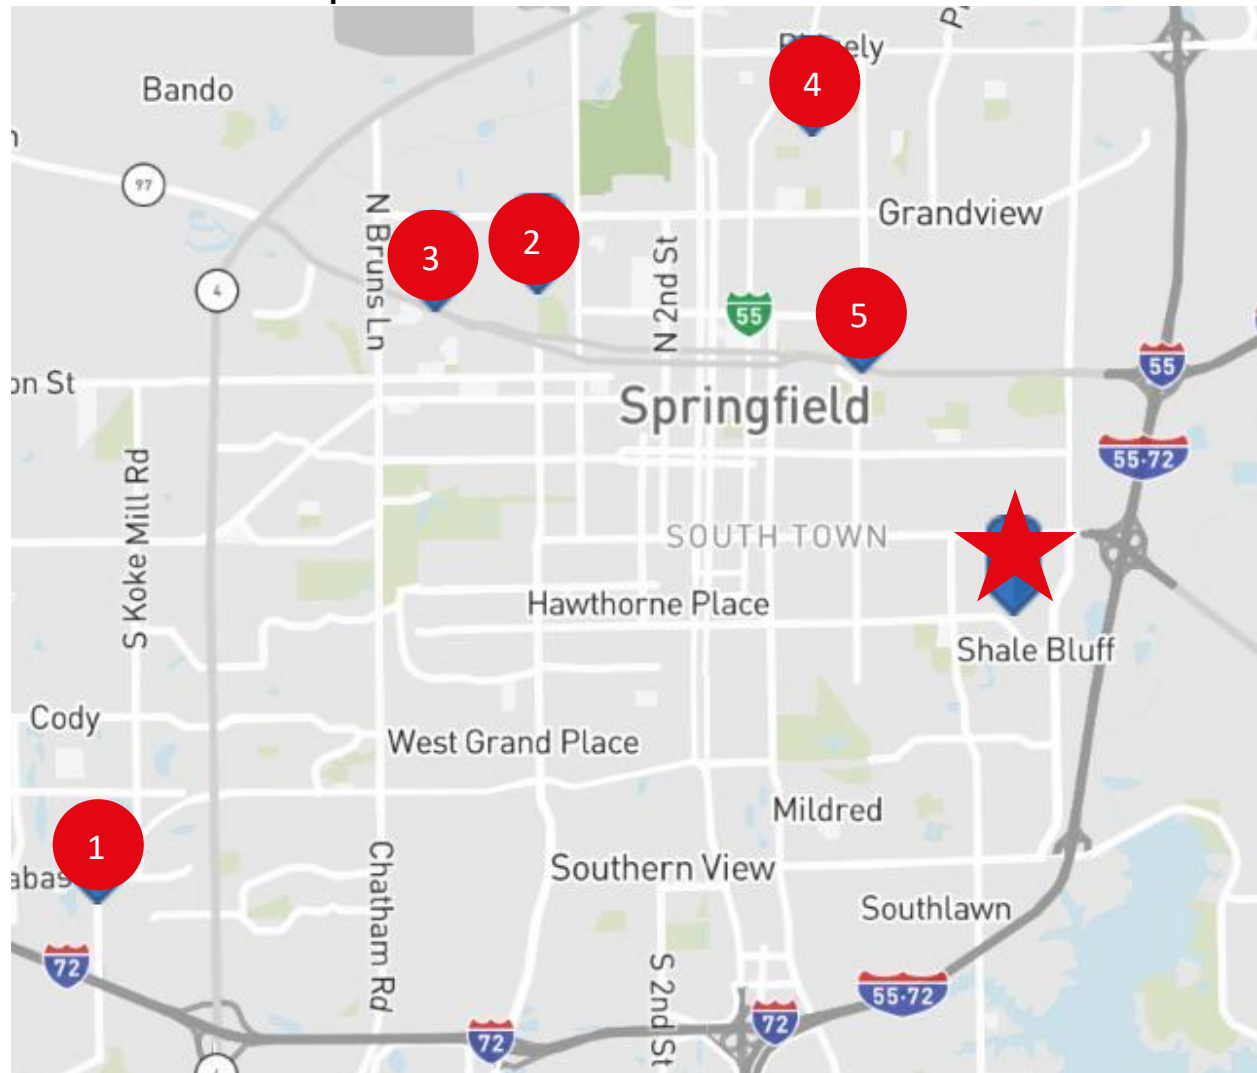 Bando
4
97
N Bruns Ln
3
2
Grandview
4
N 2nd St
55
5
55
on St
Springfield
55·72
S Koke Mill Rd
SOUTH TOWN
Hawthorne Place
Shale Bluff
Cody
West Grand Place
Mildred
1
Chatham Rd
Southern View
Southlawn
72
S 2nd St
55·72
72
72